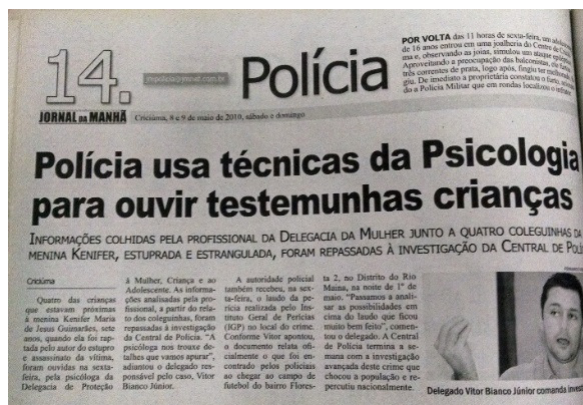 14.
JORNAL DA MANHÃ
Criciúma, 8 e 9 de maio de 2010, sábado e domingo
Polícia
POR VOLTA das 11 horas de sexta-feira, um
de 16 anos entrou em uma joalheria do Centro de
ma e, observando as joias, simulou um ataque
Aproveitando a preocupação das balconistas, ele
três correntes de prata, logo após, fingiu ter melhorado e
giu. De imediato a proprietária constatou o furto,
do a Polícia Militar que em rondas localizou o
Polícia usa técnicas da Psicologia
para ouvir testemunhas crianças
INFORMAÇÕES COLHIDAS PELA PROFISSIONAL DA DELEGACIA DA MULHER JUNTO A QUATRO COLEGUINHAS DA
MENINA KENIFER, ESTUPRADA E ESTRANGULADA, FORAM REPASSADAS À INVESTIGAÇÃO DA CENTRAL DE
Criciúma
Quatro das crianças
que estavam próximas
à menina Kenifer Maria
de Jesus Guimarães, sete
anos, quando ela foi rap-
tada pelo autor do estupro
e assassinato da vítima,
foram ouvidas na sexta-
feira, pela psicóloga da
Delegacia de Proteção
à Mulher, Criança e ao
Adolescente. As informa-
ções analisadas pela pro-
fissional, a partir do rela-
to dos coleguinhas, foram
repassadas à investigação
da Central de Polícia. "A
psicóloga nos trouxe de-
talhes que vamos apurar",
adiantou o delegado res-
ponsável pelo caso, Vitor
Bianco Júnior.
A autoridade policial
também recebeu, na sex-
ta-feira, o laudo da pe-
rícia realizada pelo Ins-
tituto Geral de Perícias
(IGP) no local do crime.
Conforme Vitor apontou,
o documento relata ofi-
cialmente o que foi en-
contrado pelos policiais
ao chegar ao campo de
futebol do bairro Flores-
ta 2, no Distrito do Rio
Maina, na noite de 1º de
maio. "Passamos a anali-
sar as possibilidades em
cima do laudo que ficou
muito bem feito", comen-
tou o delegado. A Central
de Polícia termina a se-
mana com a investigação
avançada deste crime que
chocou a população e re-
percutiu nacionalmente.
Delegado Vitor Bianco Júnior comanda